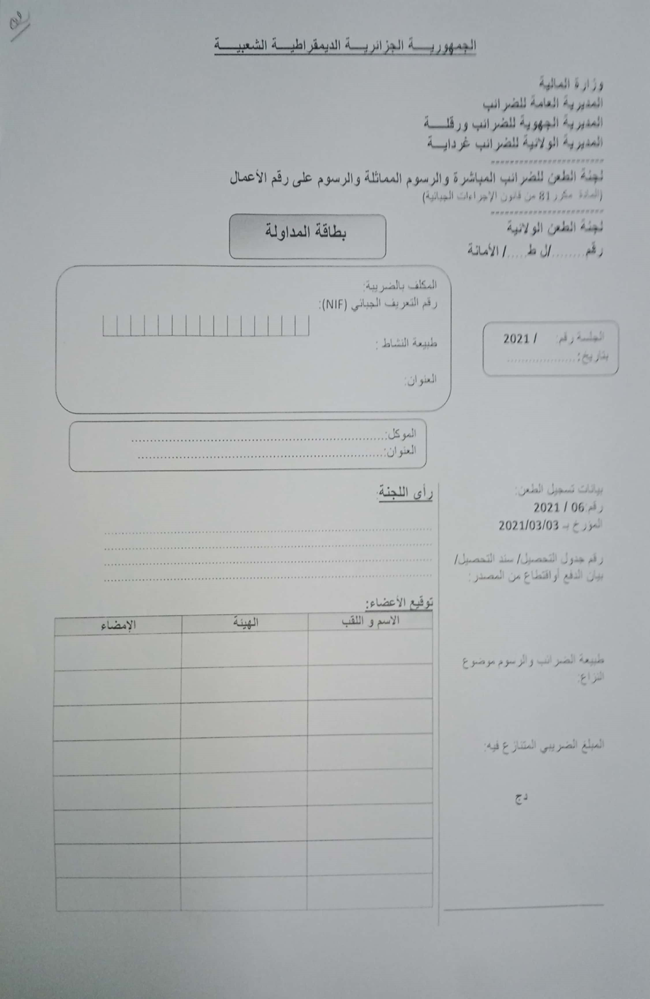 الجمهوريـــة الجزائريـــة الديمقراطيـــة الشعبيـــة
وزارة المالية
المديرية العامة للضرائب
المديرية الجهوية للضرائب ورقلـــة
المديرية الولائية للضرائب غردايـــة
لجنة الطعن للضرائب المباشرة والرسوم المماثلة والرسوم على رقم الأعمال
(المادة مكرر 81 من قانون الإجراءات الجبائية)
لجنة الطعن الولائية
بطاقة المداولة
رقم......../ل ط...../ الأمانة
المكلف بالضريبة:
رقم التعريف الجبائي (NIF):
طبيعة النشاط :
العنوان:
الجلسة رقم: / 2021
بتاريخ:...................
الموكل:......................................................................
العنوان:....................................................................
بيانات تسجيل الطعن:
رقم 06 / 2021
المؤرخ بـ 2021/03/03
رقم جدول التحصيل/ سند التحصيل/
بيان الدفع أواقتطاع من المصدر :
طبيعة الضرائب والرسوم موضوع
النزاع:
المبلغ الضريبي المتنازع فيه:
دج
رأي اللجنة:
توقيع الأعضاء:
الاسم و اللقب الهيئة الإمضاء